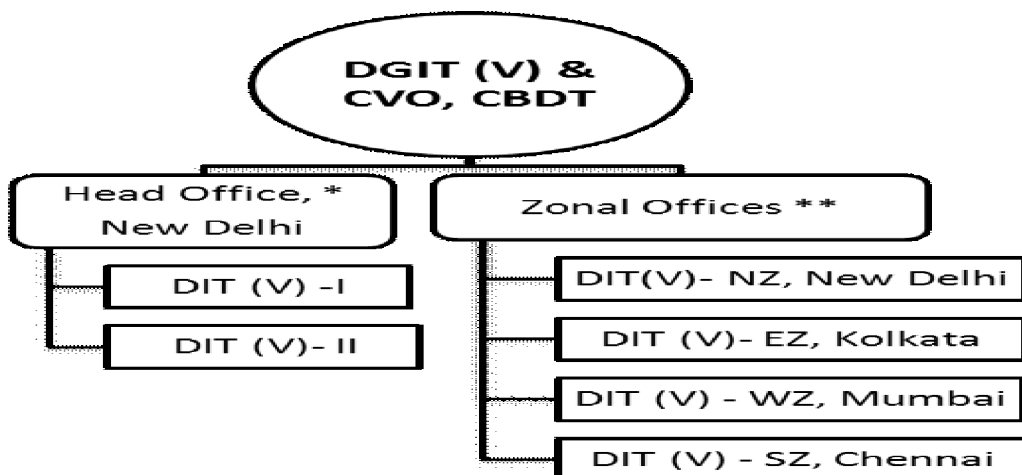 DGIT (V) &
CVO, CBDT
Head Office, *
New Delhi
DIT (V) -I
DIT (V)- II
Zonal Offices **
DIT(V)- NZ, New Delhi
DIT (V)- EZ, Kolkata
DIT (V) - WZ, Mumbai
DIT (V) - SZ, Chennai